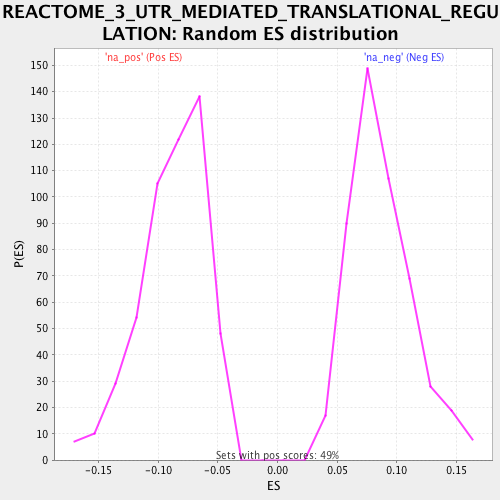 REACTOME_3_UTR_MEDIATED_TRANSLATIONAL_REGU
LATION: Random ES distribution
'na_pos' (Pos ES) 'na_neg' (Neg ES)
150
140
130
120
110
100
90
80
70
60
50
40
30
20
10
0
P(ES)
Sets with pos scores: 49%
-0.15 -0.10 -0.05 0.00 0.05 0.10 0.15
ES